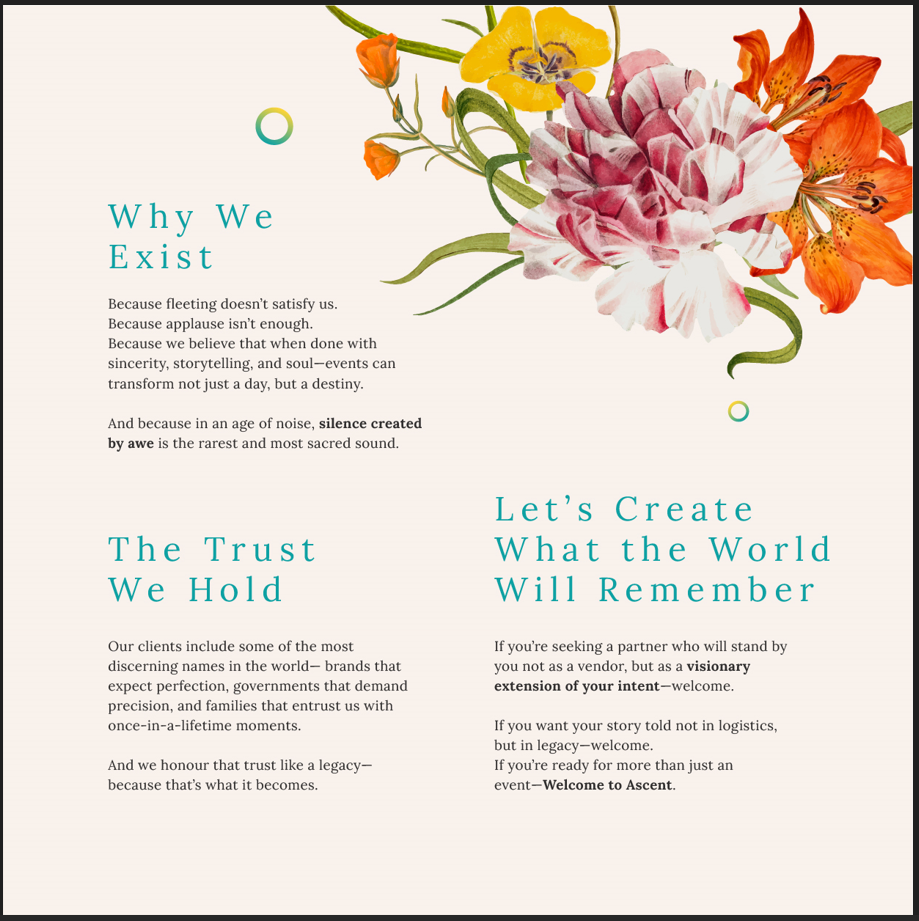 Why We
Exist
Because fleeting doesn’t satisfy us.
Because applause isn’t enough.
Because we believe that when done with
sincerity, storytelling, and soul—events can
transform not just a day, but a destiny.
And because in an age of noise, silence created
by awe is the rarest and most sacred sound.
The Trust
We Hold
Our clients include some of the most
discerning names in the world— brands that
expect perfection, governments that demand
precision, and families that entrust us with
once-in-a-lifetime moments.
And we honour that trust like a legacy—
because that’s what it becomes.
Let’s Create
What the World
Will Remember
If you’re seeking a partner who will stand by
you not as a vendor, but as a visionary
extension of your intent—welcome.
If you want your story told not in logistics,
but in legacy—welcome.
If you’re ready for more than just an
event—Welcome to Ascent.